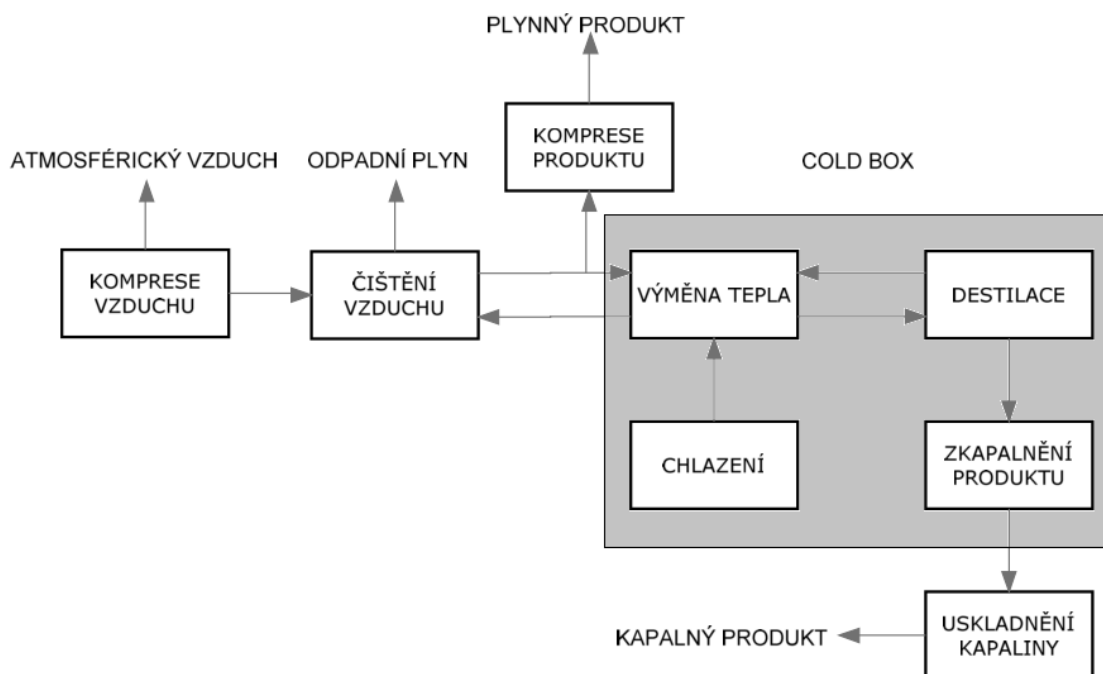 PLYNNÝ PRODUKT
KOMPRESE
PRODUKTU
ATMOSFÉRICKÝ VZDUCH
ODPADNÍ PLYN
COLD BOX
KOMPRESE
VZDUCHU
ČIŠTĚNÍ
VZDUCHU
VÝMĚNA TEPLA
DESTILACE
CHLAZENÍ
ZKAPALNĚNÍ
PRODUKTU
KAPALNÝ PRODUKT
USKLADNĚNÍ
KAPALINY